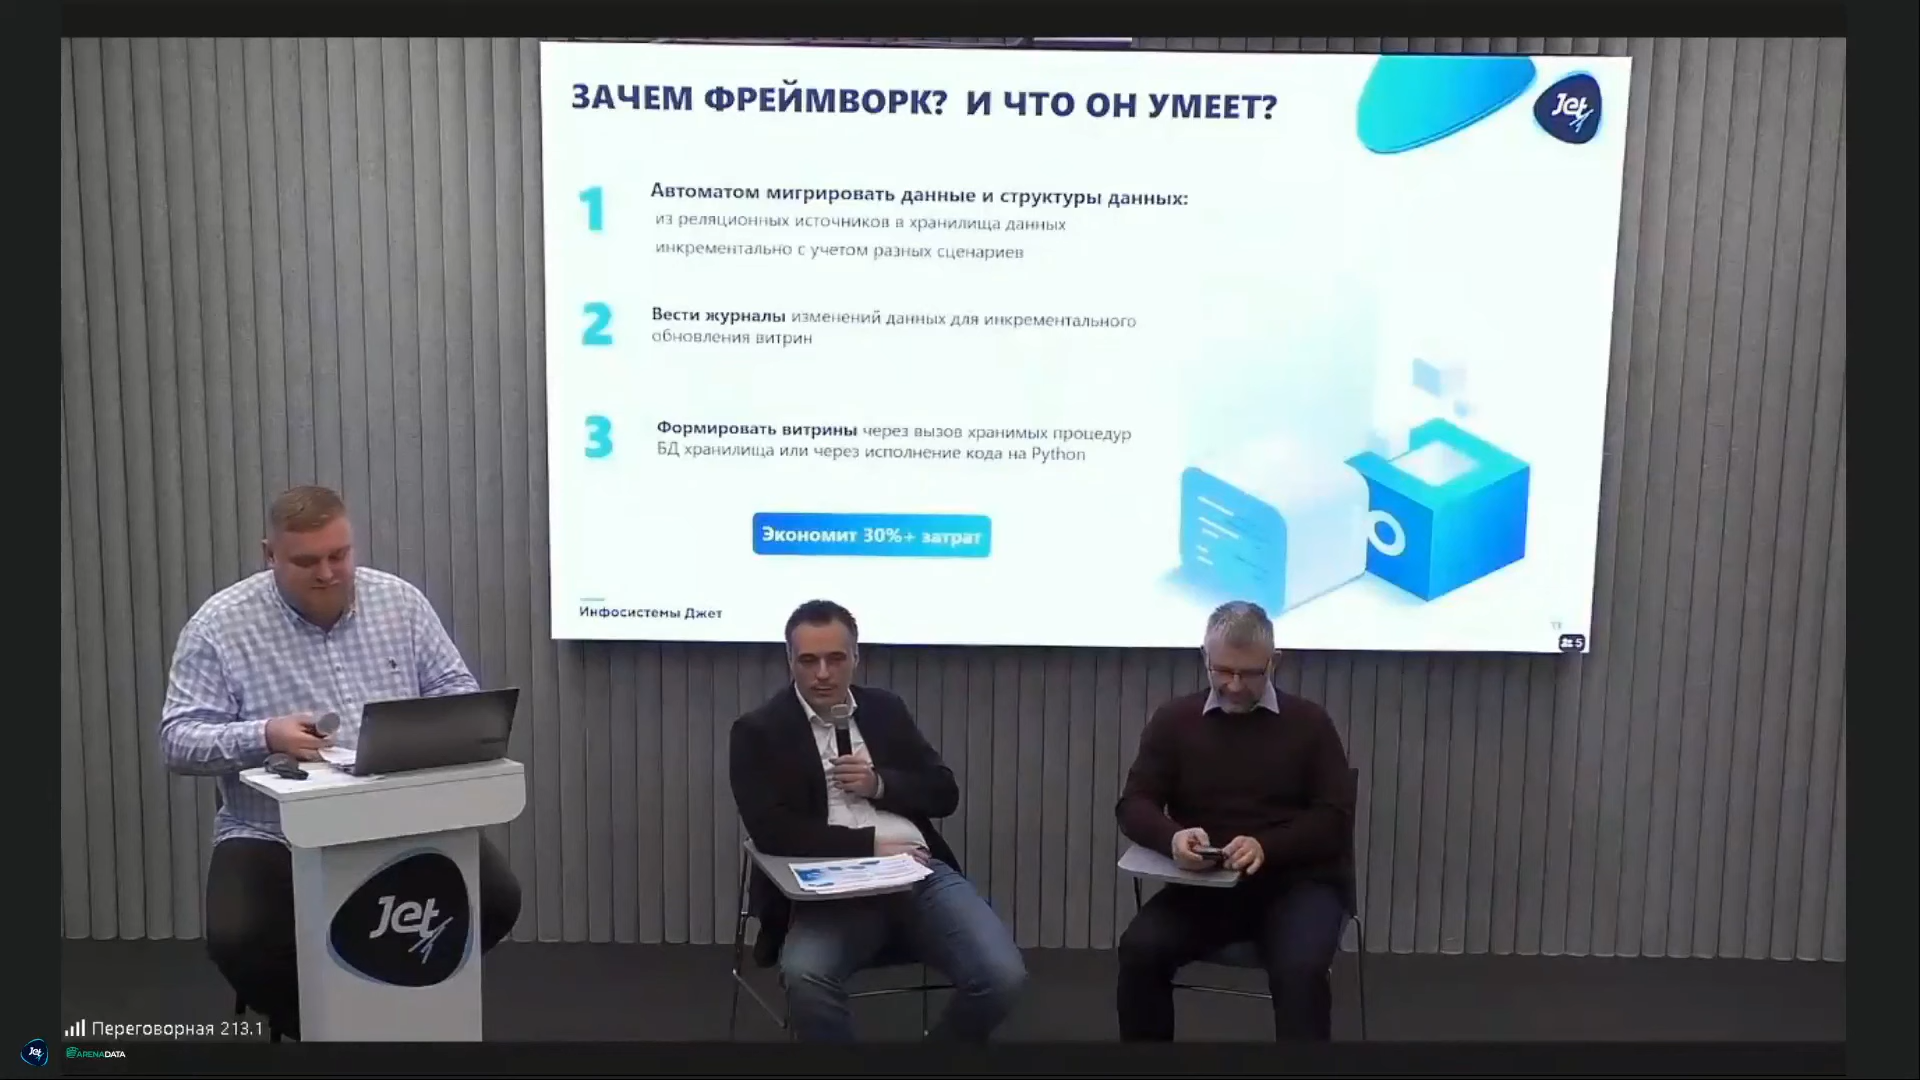 ЗАЧЕМ ФРЕЙМВОРК? И ЧТО ОН УМЕЕТ?
Jet
1
Автоматом мигрировать данные и структуры данных:
из реляционных источников в хранилища данных
инкрементально с учетом разных сценариев
2
Вести журналы изменений данных для инкрементального
обновления витрин
3
Формировать витрины через вызов хранимых процедур
БД хранилища или через исполнение кода на Python
Экономит 30%+ затрат
Инфосистемы Джет
5
Jet
Переговорная 213.1
Jet
ARENADATA